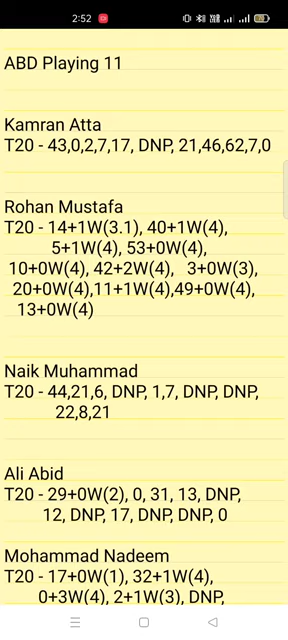 2:52
ABD Playing 11
Kamran Atta
T20 - 43,0,2,7,17, DNP, 21,46,62,7,0
Rohan Mustafa
T20 - 14+1W(3.1), 40+1W(4),
5+1W(4), 53+0W(4),
10+0W(4), 42+2W(4), 3+0W(3),
20+0W(4),11+1W(4),49+0W(4),
13+0W(4)
Naik Muhammad
T20 - 44,21,6, DNP, 1,7, DNP, DNP,
22,8,21
Ali Abid
T20 - 29+0W(2), 0, 31, 13, DNP,
12, DNP, 17, DNP, DNP, 0
Mohammad Nadeem
T20 - 17+0W(1), 32+1W(4),
0+3W(4), 2+1W(3), DNP,